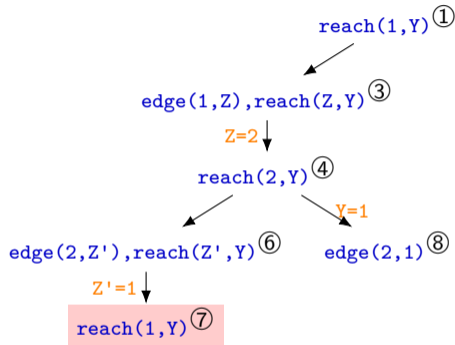 reach(1,Y)①
edge(1,Z),reach(Z,Y)③
Z=2
reach(2,Y)④
Y=1
edge(2,Z'),reach(Z',Y)⑥ edge(2,1)⑧
Z'=1
reach(1,Y)⑦